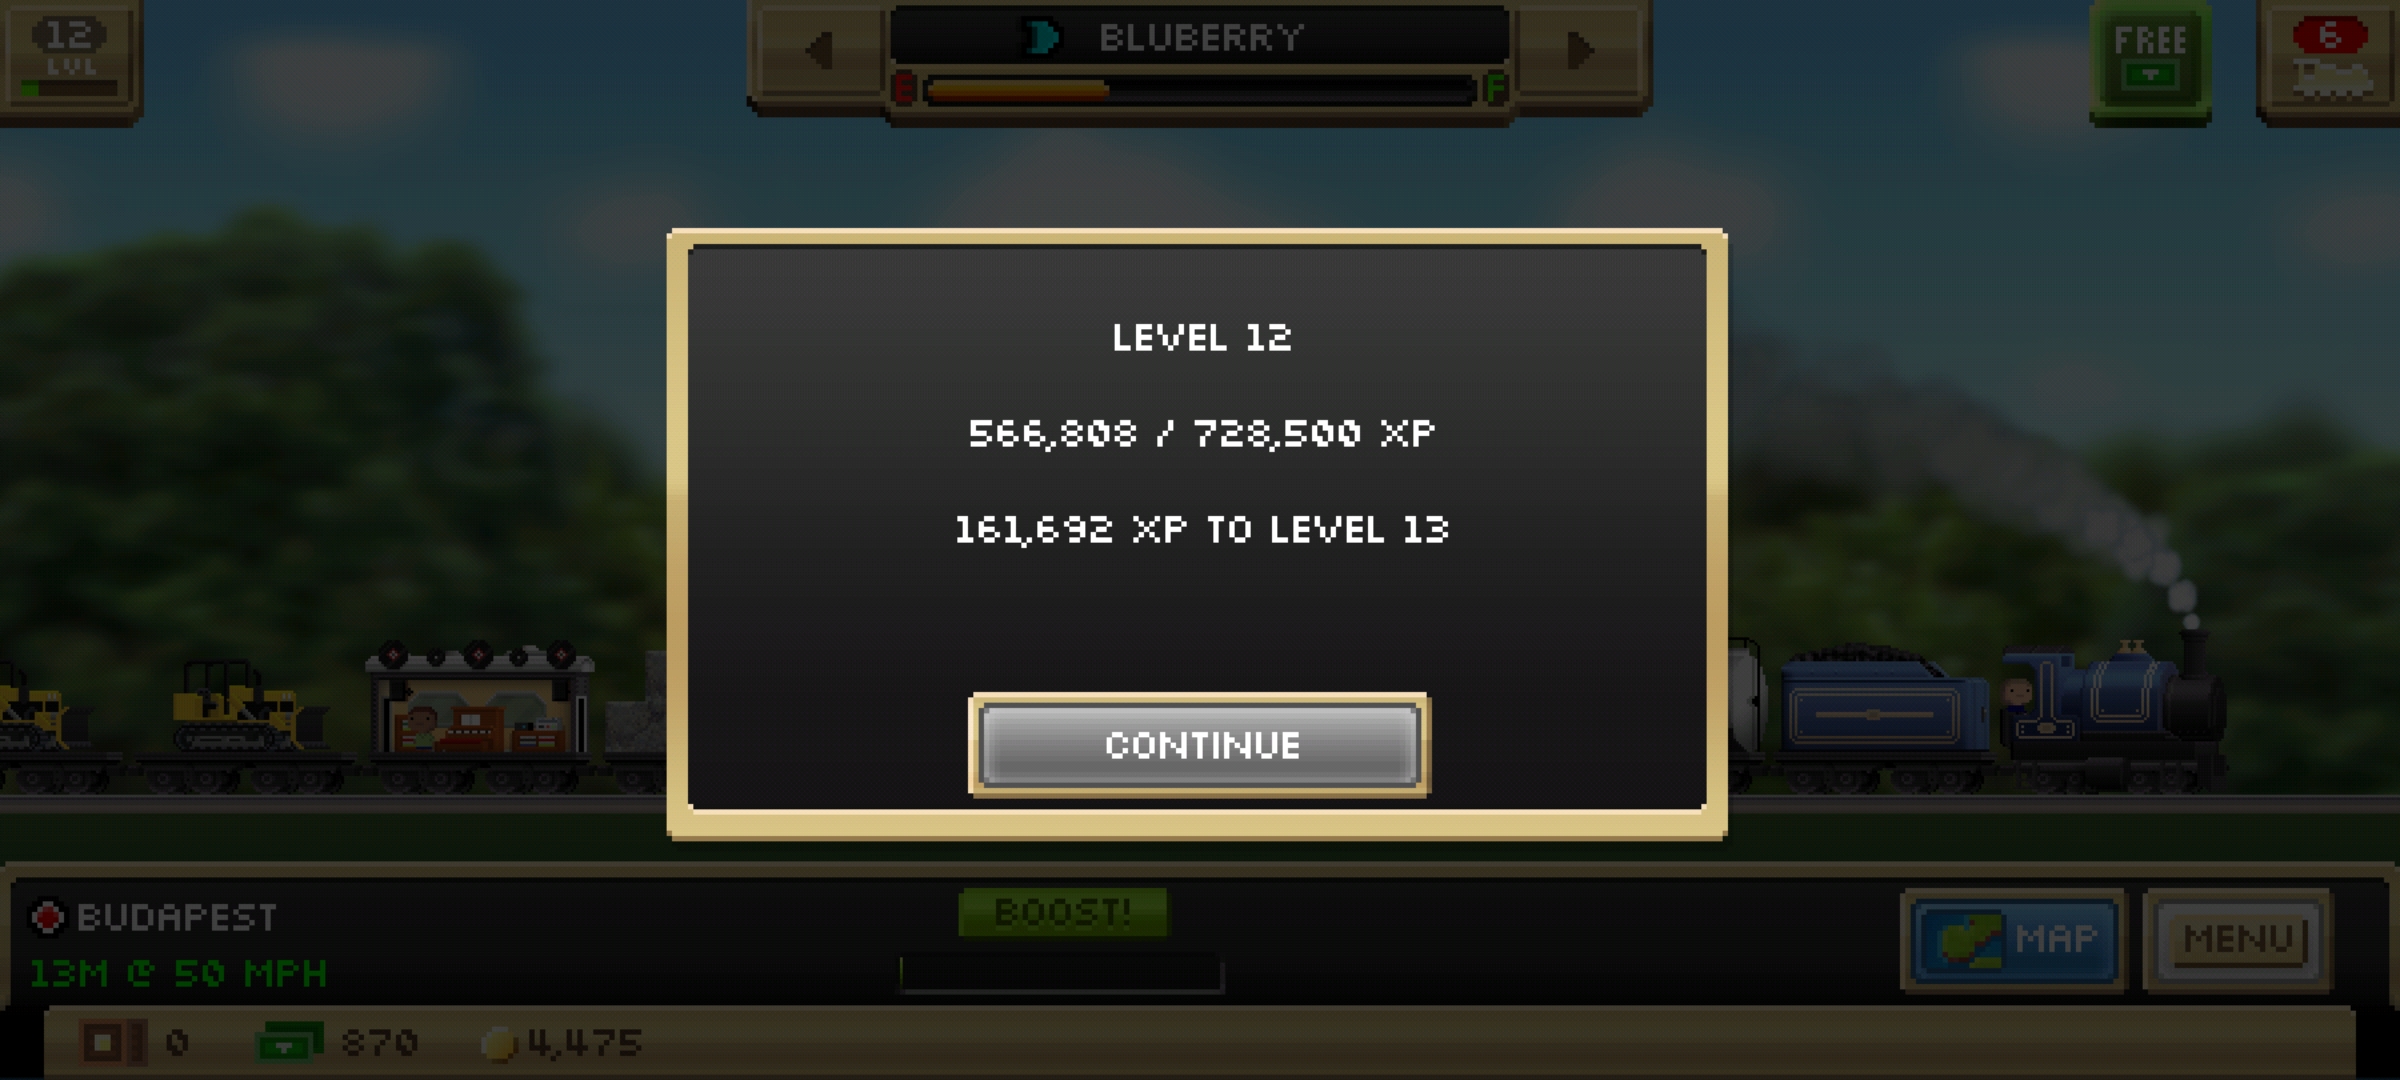 12
LVL
BLUBERRY
E
F
FREE
6
LEVEL 12
566,808 / 728,500 XP
161,692 XP TO LEVEL 13
CONTINUE
BUDAPEST
13M @ 50 MPH
BOOST!
MAP
MENU
0
870
4,475